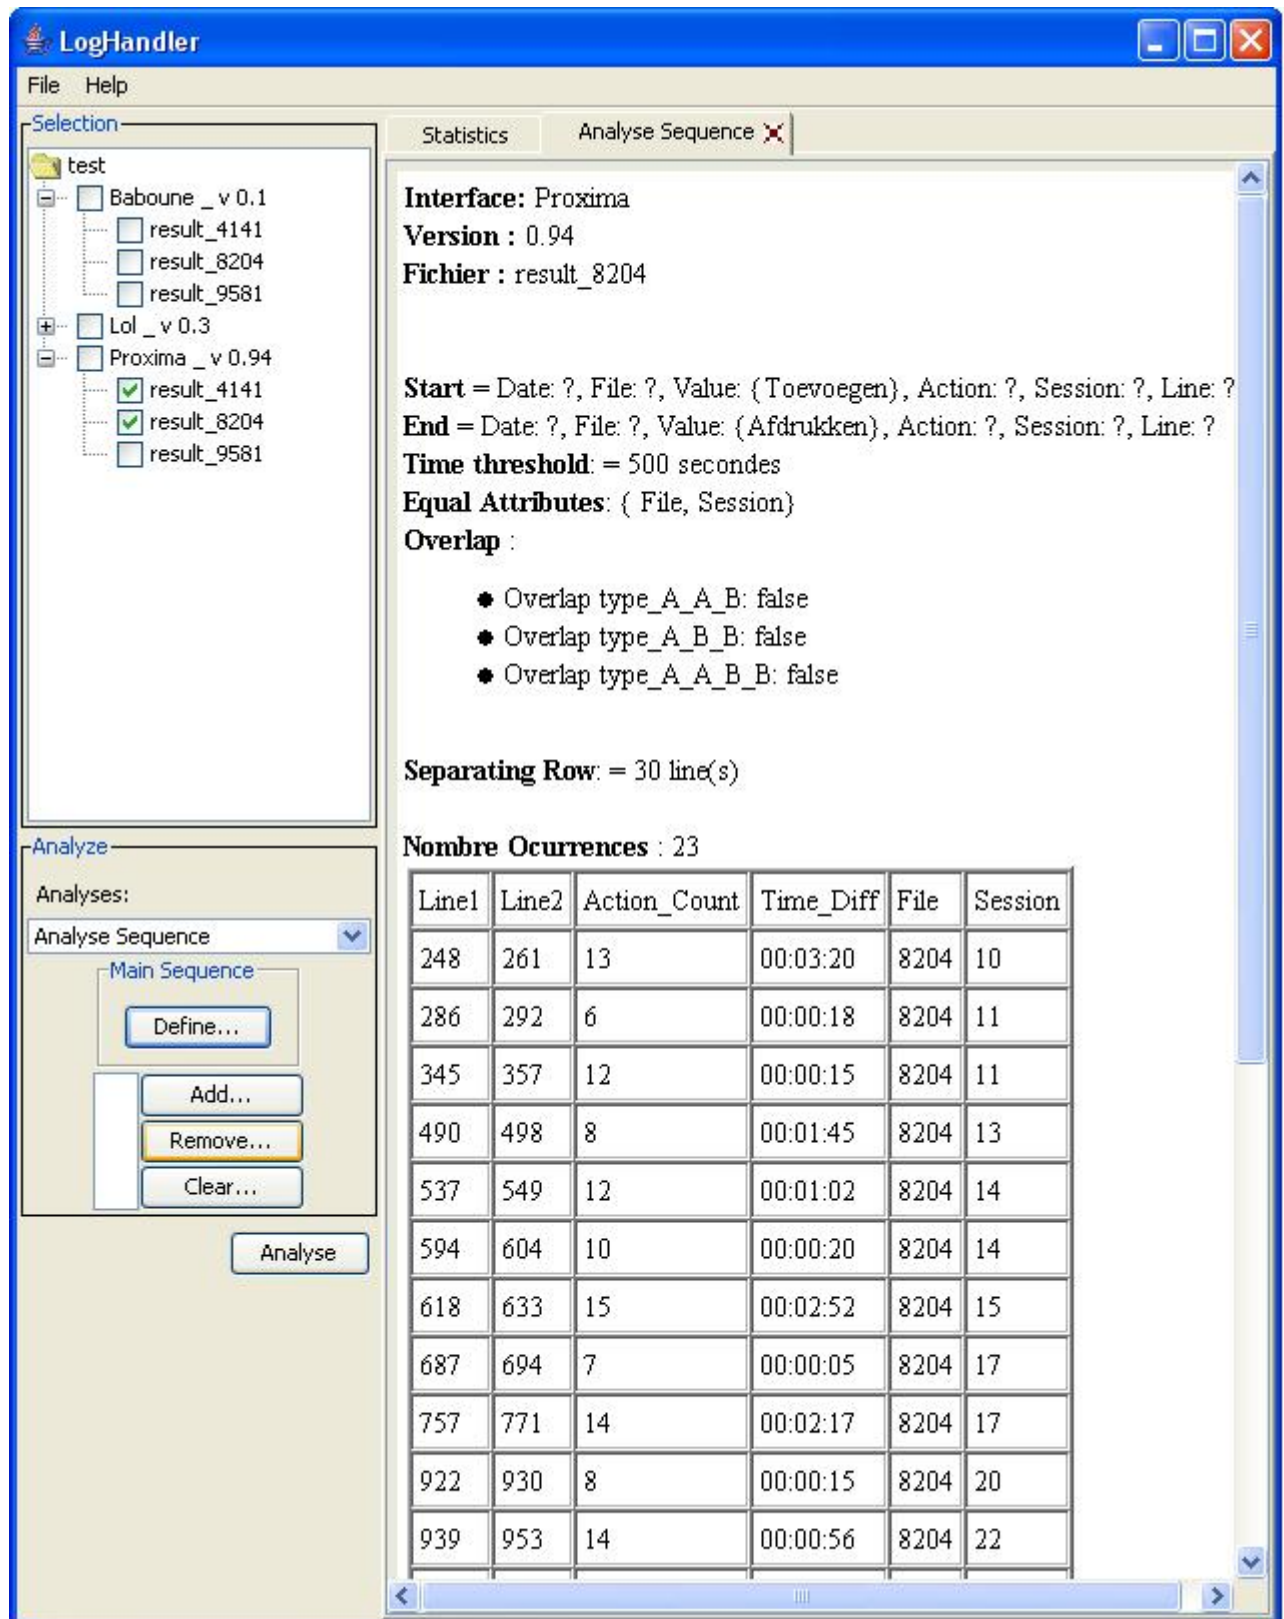 LogHandler
File Help
Selection
test
Baboune _ v 0.1
result_4141
result_8204
result_9581
Lol _ v 0.3
Proxima _ v 0.94
result_4141
result_8204
result_9581
Analyze
Analyses:
Analyse Sequence
Main Sequence
Define...
Add...
Remove...
Clear...
Analyse
Statistics Analyse Sequence
Interface: Proxima
Version : 0.94
Fichier : result_8204
Start = Date: ?, File: ?, Value: {Toevoegen}, Action: ?, Session: ?, Line: ?
End = Date: ?, File: ?, Value: {Afdrukken}, Action: ?, Session: ?, Line: ?
Time threshold: = 500 secondes
Equal Attributes: { File, Session}
Overlap :
● Overlap type_A_A_B: false
● Overlap type_A_B_B: false
● Overlap type_A_A_B_B: false
Separating Row: = 30 line(s)
Nombre Ocurrences : 23
Line1 Line2 Action_Count Time_Diff File Session
248 261 13 00:03:20 8204 10
286 292 6 00:00:18 8204 11
345 357 12 00:00:15 8204 11
490 498 8 00:01:45 8204 13
537 549 12 00:01:02 8204 14
594 604 10 00:00:20 8204 14
618 633 15 00:02:52 8204 15
687 694 7 00:00:05 8204 17
757 771 14 00:02:17 8204 17
922 930 8 00:00:15 8204 20
939 953 14 00:00:56 8204 22